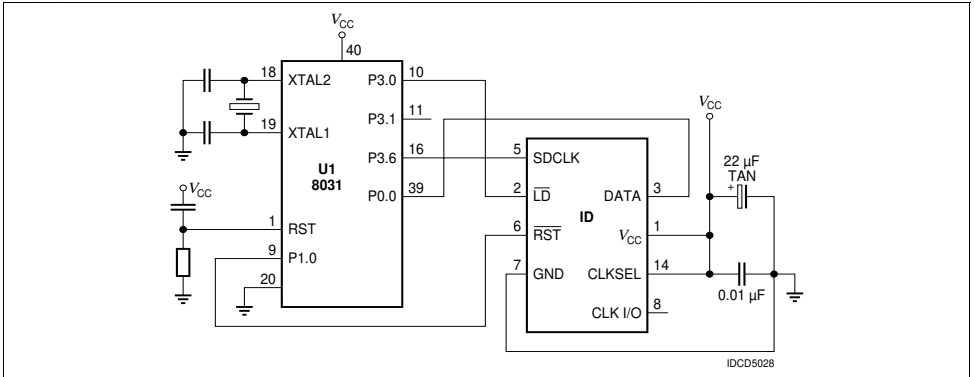 VCC
40
18 XTAL2 P3.0 10
P3.1 11
19 XTAL1
P3.6 16
U1
8031
P0.0 39
VCC
1 RST
9 P1.0
20
5 SDCLK
2 LD DATA 3
ID
6 RST VCC 1
7 GND CLKSEL 14
CLK I/O 8
VCC
22 µF
TAN
+
0.01 µF
IDCD5028